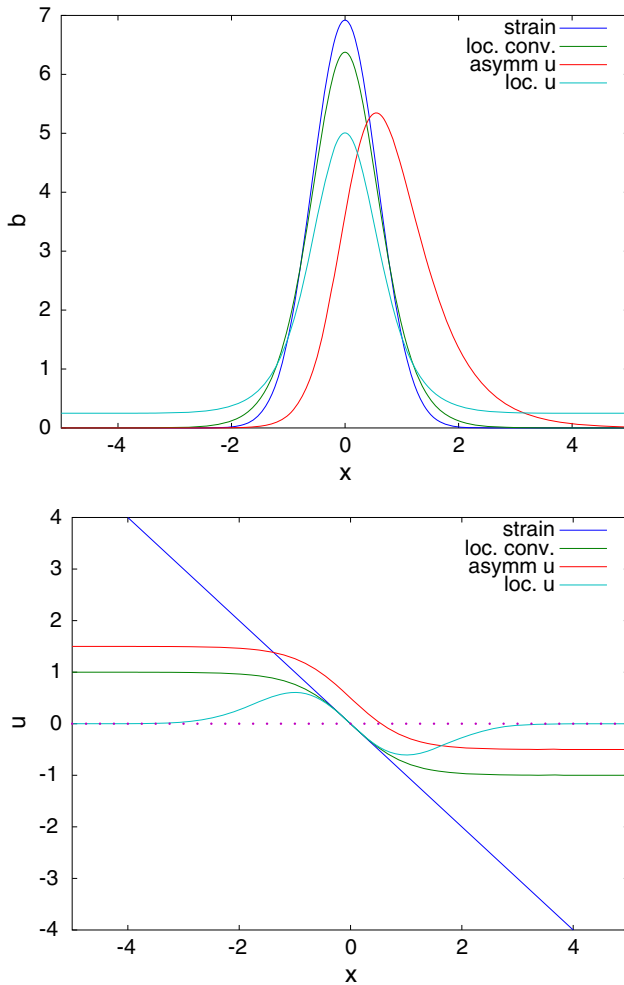 7
6
5
4
3
2
1
0
b
strain
loc. conv.
asymm u
loc. u
-4 -2 0 2 4
x
4
3
2
1
0
-1
-2
-3
-4
u
strain
loc. conv.
asymm u
loc. u
-4 -2 0 2 4
x